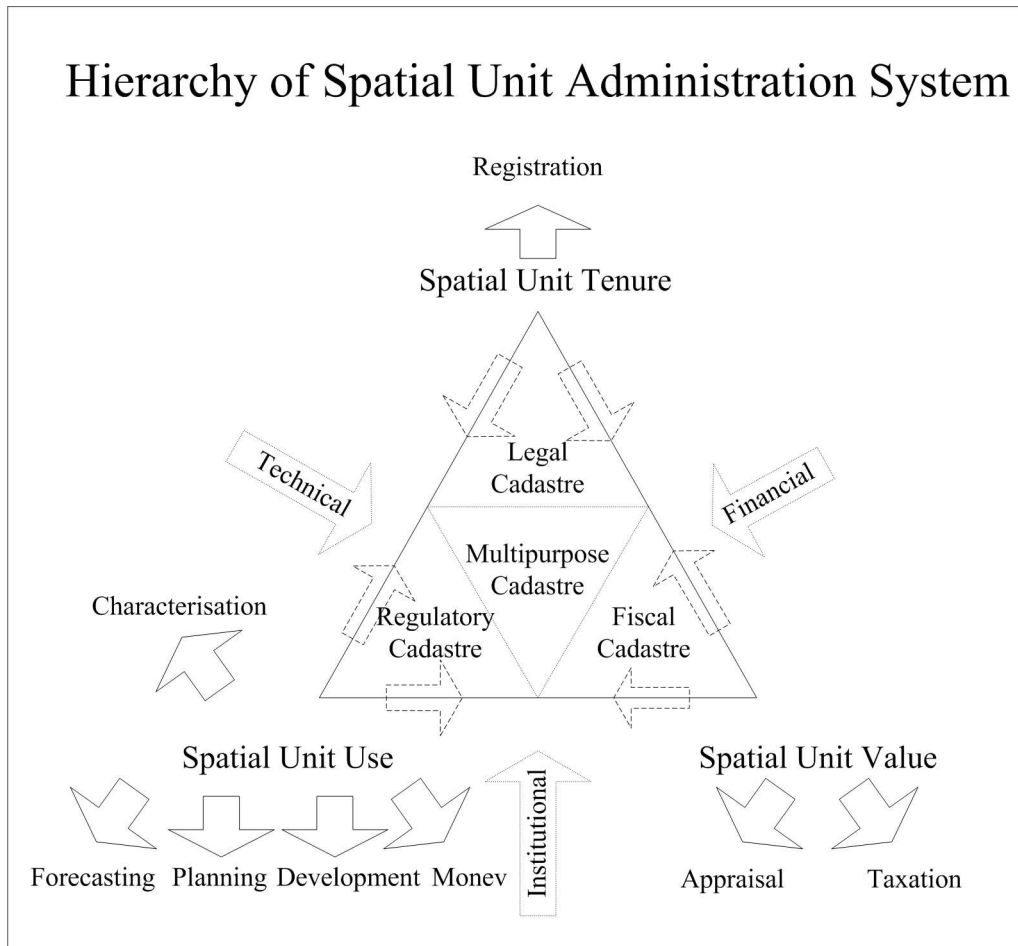 Hierarchy of Spatial Unit Administration System
Registration
Spatial Unit Tenure
Legal
Cadastre
Technical
Financial
Multipurpose
Cadastre
Characterisation
Regulatory
Cadastre
Fiscal
Cadastre
Spatial Unit Use
Spatial Unit Value
Institutional
Forecasting
Planning
Development
Monev
Appraisal
Taxation